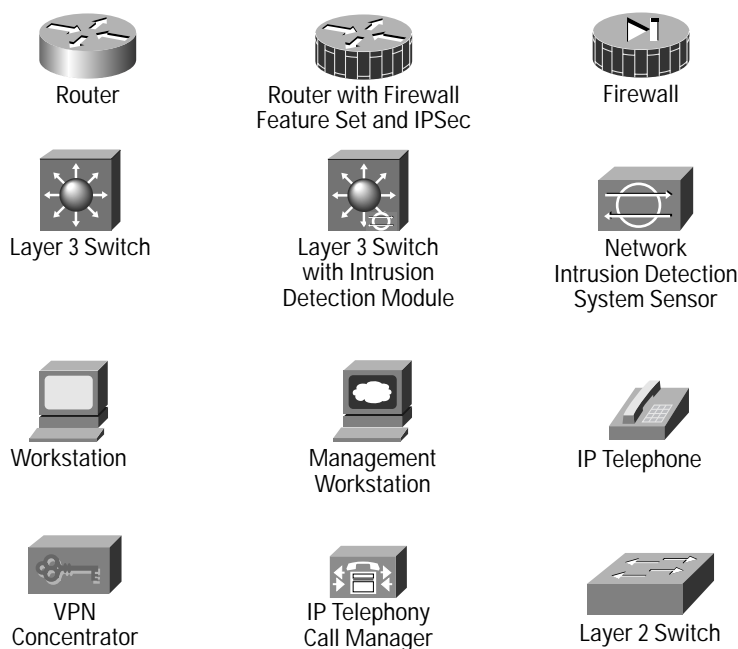 Router
Router with Firewall
Feature Set and IPSec
Firewall
Layer 3 Switch
Layer 3 Switch
with Intrusion
Detection Module
Network
Intrusion Detection
System Sensor
Workstation
Management
Workstation
IP Telephone
VPN
Concentrator
IP Telephony
Call Manager
Layer 2 Switch